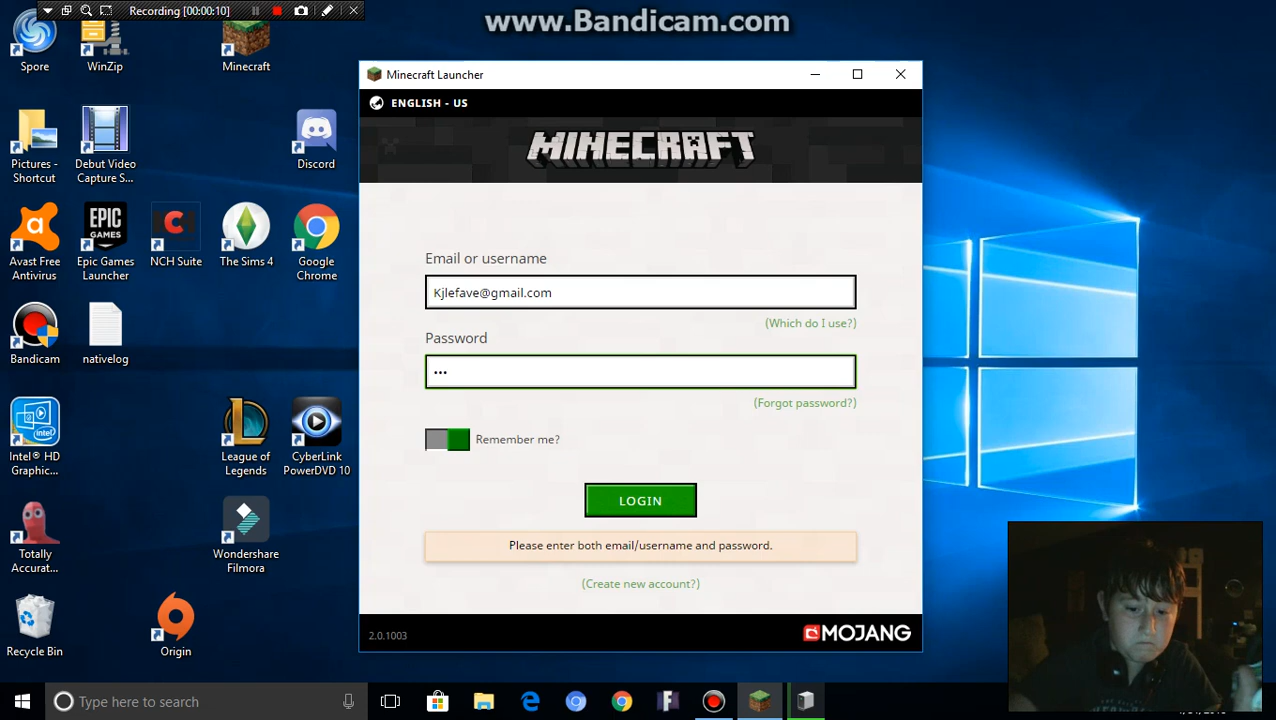 Recording [00:00:10]
www.Bandicam.com
Spore
WinZip
Minecraft
Minecraft Launcher
ENGLISH - US
MINECRAFT
Pictures -
Shortcut
Debut Video
Capture S...
Discord
Email or username
Kjlefave@gmail.com
(Which do I use?)
Password
•••
(Forgot password?)
Remember me?
LOGIN
Please enter both email/username and password.
(Create new account?)
2.0.1003
MOJANG
Avast Free
Antivirus
EPIC
GAMES
Epic Games
Launcher
NCH Suite
The Sims 4
Google
Chrome
Bandicam
nativelog
intel
Intel® HD
Graphic...
League of
Legends
CyberLink
PowerDVD 10
Totally
Accurat...
Wondershare
Filmora
Recycle Bin
Origin
Type here to search